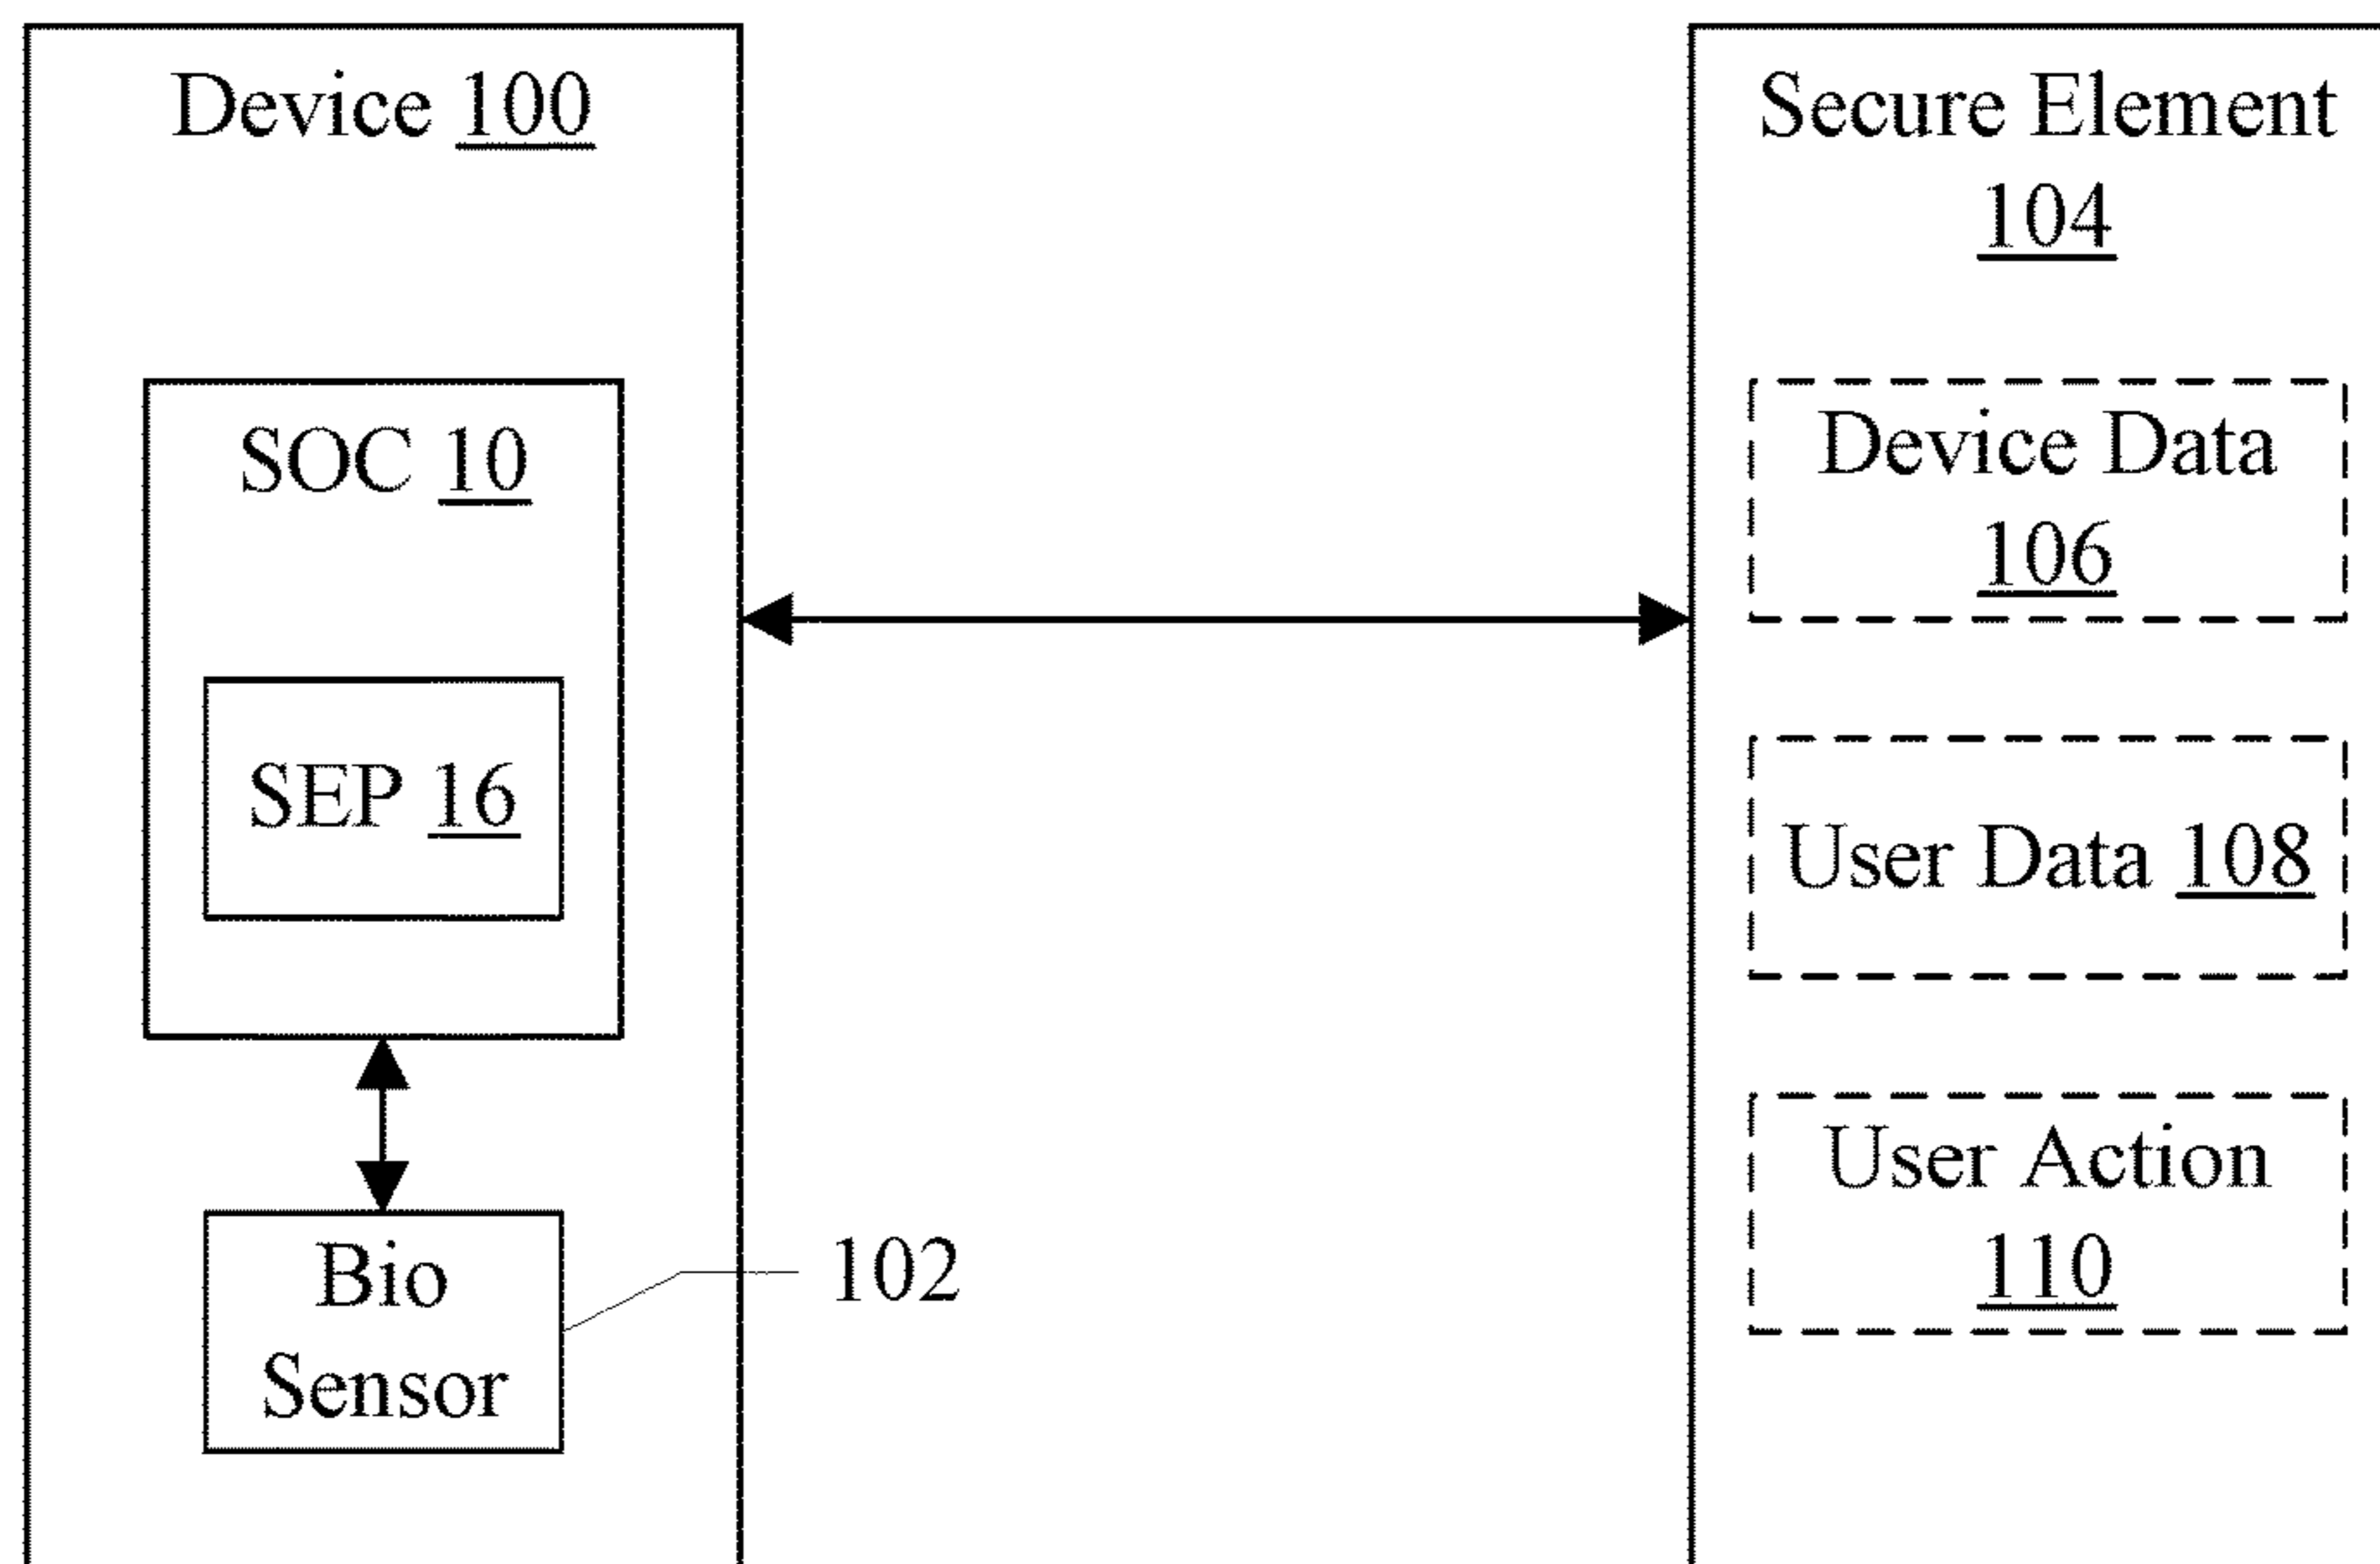 Device 100
SOC 10
SEP 16
Bio
Sensor
102
Secure Element
104
Device Data
106
User Data 108
User Action
110